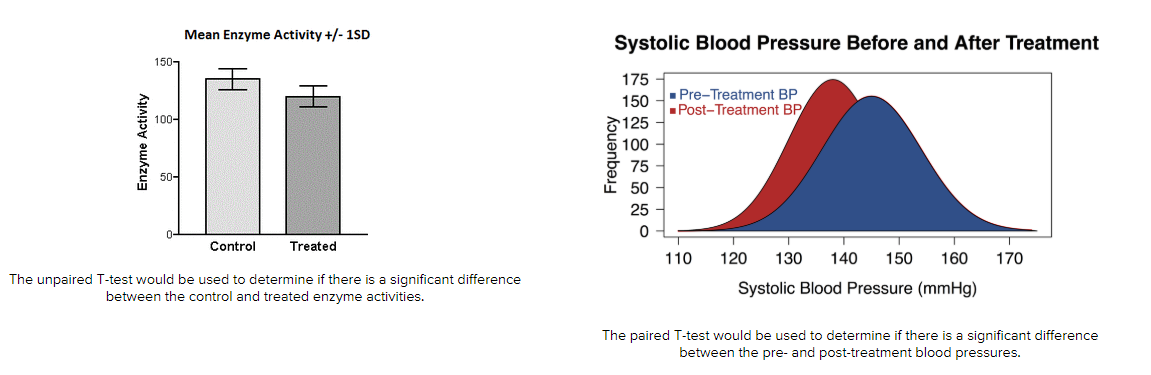 Mean Enzyme Activity +/- 1SD
150
100
50
0
Enzyme Activity
Control Treated
The unpaired T-test would be used to determine if there is a significant difference
between the control and treated enzyme activities.
Systolic Blood Pressure Before and After Treatment
Pre–Treatment BP
Post–Treatment BP
175
150
125
100
75
50
25
0
Frequency
110 120 130 140 150 160 170
Systolic Blood Pressure (mmHg)
The paired T-test would be used to determine if there is a significant difference
between the pre- and post-treatment blood pressures.